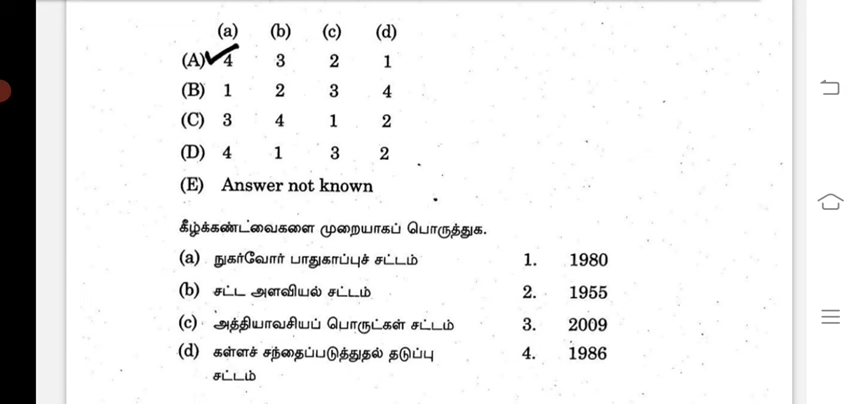 (a) (b) (c) (d)
(A) 4 3 2 1
(B) 1 2 3 4
(C) 3 4 1 2
(D) 4 1 3 2
(E) Answer not known
கீழ்க்கண்டவைகளை முறையாகப் பொருத்துக.
(a) நுகர்வோர் பாதுகாப்புச் சட்டம் 1. 1980
(b) சட்ட அளவியல் சட்டம் 2. 1955
(c) அத்தியாவசியப் பொருட்கள் சட்டம் 3. 2009
(d) கள்ளச் சந்தைப்படுத்துதல் தடுப்பு 4. 1986
சட்டம்